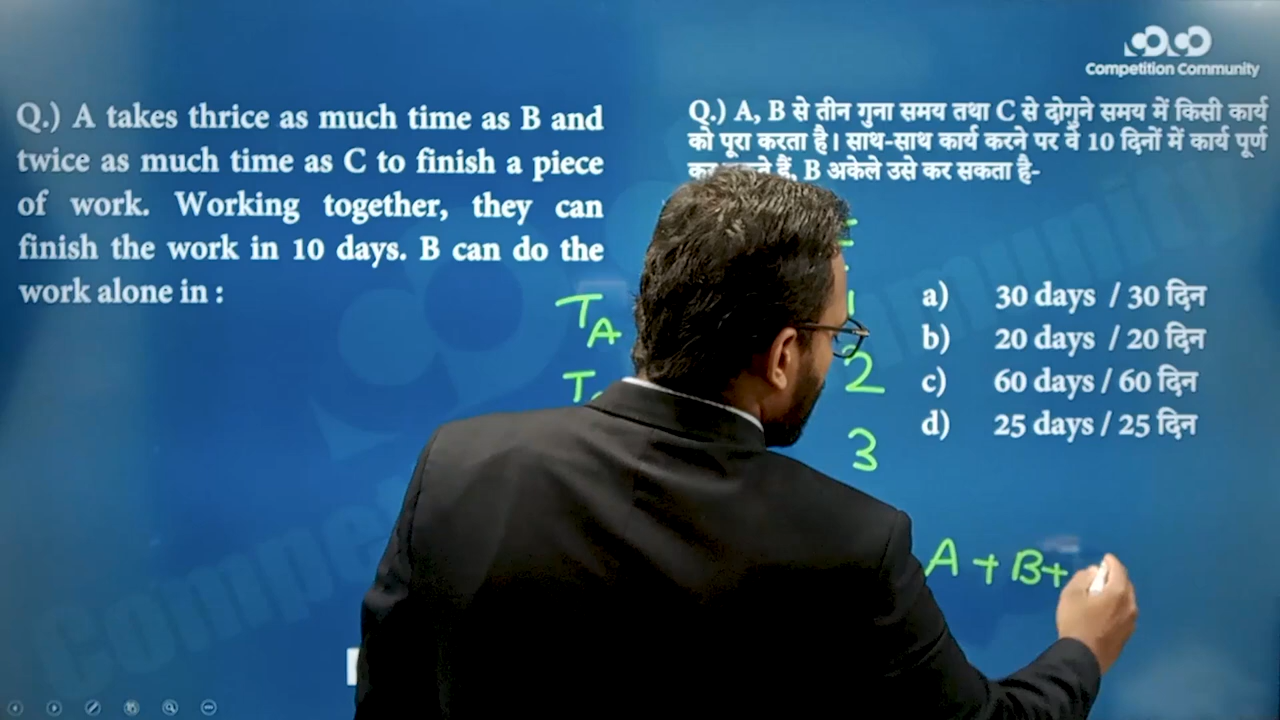 Competition Community
Q.) A takes thrice as much time as B and
twice as much time as C to finish a piece
of work. Working together, they can
finish the work in 10 days. B can do the
work alone in :
Q.) A, B से तीन गुना समय तथा C से दोगुने समय में किसी कार्य
को पूरा करता है। साथ-साथ कार्य करने पर वे 10 दिनों में कार्य पूर्ण
हैं, B अकेले उसे कर सकता है-
a) 30 days / 30 दिन
b) 20 days / 20 दिन
c) 60 days / 60 दिन
d) 25 days / 25 दिन
T_A
T
1
2
3
A + B +